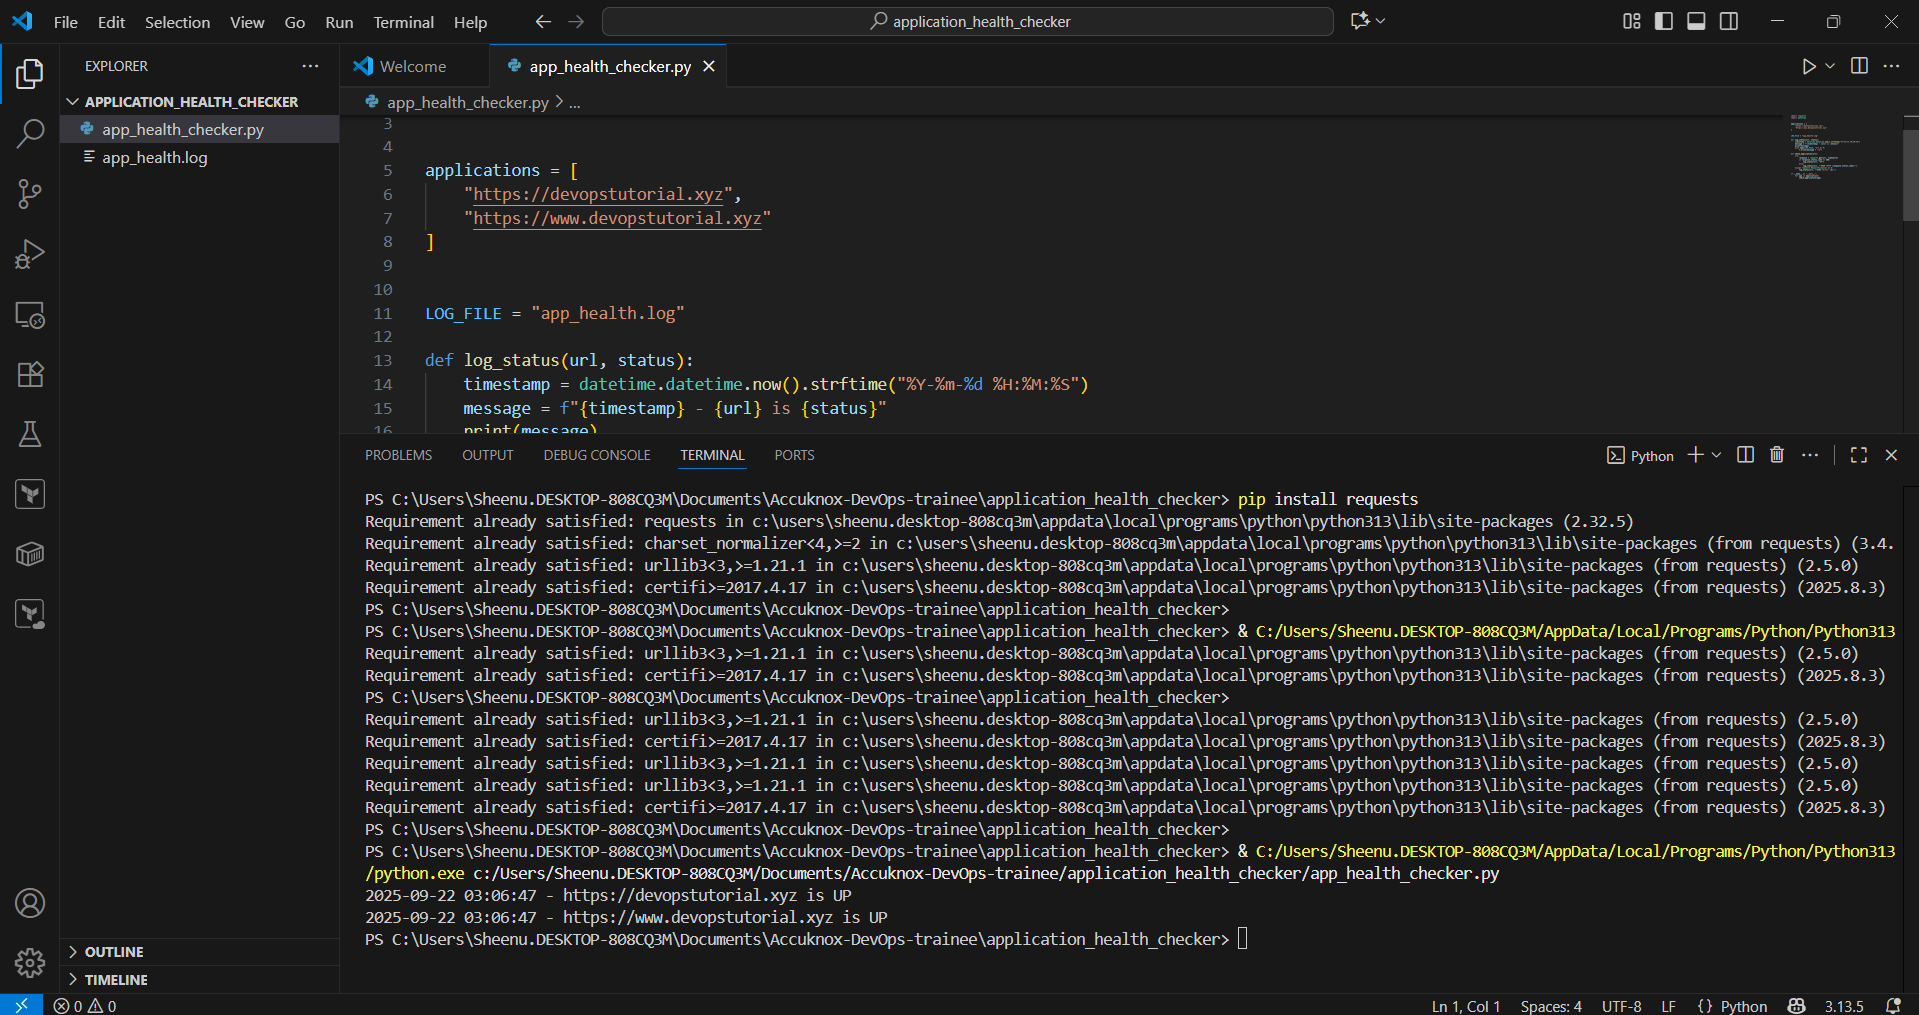 File Edit Selection View Go Run Terminal Help
application_health_checker
EXPLORER
APPLICATION_HEALTH_CHECKER
app_health_checker.py
app_health.log
OUTLINE
TIMELINE
Welcome
app_health_checker.py
app_health_checker.py > ...
3
4
5 applications = [
6 "https://devopstutorial.xyz",
7 "https://www.devopstutorial.xyz"
8 ]
9
10
11 LOG_FILE = "app_health.log"
12
13 def log_status(url, status):
14 timestamp = datetime.datetime.now().strftime("%Y-%m-%d %H:%M:%S")
15 message = f"{timestamp} - {url} is {status}"
16 print(message)
PROBLEMS OUTPUT DEBUG CONSOLE TERMINAL PORTS
Python
PS C:\Users\Sheenu.DESKTOP-808CQ3M\Documents\Accuknox-DevOps-trainee\application_health_checker> pip install requests
Requirement already satisfied: requests in c:\users\sheenu.desktop-808cq3m\appdata\local\programs\python\python313\lib\site-packages (2.32.5)
Requirement already satisfied: charset_normalizer<4,>=2 in c:\users\sheenu.desktop-808cq3m\appdata\local\programs\python\python313\lib\site-packages (from requests) (3.4.
Requirement already satisfied: urllib3<3,>=1.21.1 in c:\users\sheenu.desktop-808cq3m\appdata\local\programs\python\python313\lib\site-packages (from requests) (2.5.0)
Requirement already satisfied: certifi>=2017.4.17 in c:\users\sheenu.desktop-808cq3m\appdata\local\programs\python\python313\lib\site-packages (from requests) (2025.8.3)
PS C:\Users\Sheenu.DESKTOP-808CQ3M\Documents\Accuknox-DevOps-trainee\application_health_checker>
PS C:\Users\Sheenu.DESKTOP-808CQ3M\Documents\Accuknox-DevOps-trainee\application_health_checker> & C:/Users/Sheenu.DESKTOP-808CQ3M/AppData/Local/Programs/Python/Python313
Requirement already satisfied: urllib3<3,>=1.21.1 in c:\users\sheenu.desktop-808cq3m\appdata\local\programs\python\python313\lib\site-packages (from requests) (2.5.0)
Requirement already satisfied: certifi>=2017.4.17 in c:\users\sheenu.desktop-808cq3m\appdata\local\programs\python\python313\lib\site-packages (from requests) (2025.8.3)
PS C:\Users\Sheenu.DESKTOP-808CQ3M\Documents\Accuknox-DevOps-trainee\application_health_checker>
Requirement already satisfied: urllib3<3,>=1.21.1 in c:\users\sheenu.desktop-808cq3m\appdata\local\programs\python\python313\lib\site-packages (from requests) (2.5.0)
Requirement already satisfied: certifi>=2017.4.17 in c:\users\sheenu.desktop-808cq3m\appdata\local\programs\python\python313\lib\site-packages (from requests) (2025.8.3)
Requirement already satisfied: urllib3<3,>=1.21.1 in c:\users\sheenu.desktop-808cq3m\appdata\local\programs\python\python313\lib\site-packages (from requests) (2.5.0)
Requirement already satisfied: urllib3<3,>=1.21.1 in c:\users\sheenu.desktop-808cq3m\appdata\local\programs\python\python313\lib\site-packages (from requests) (2.5.0)
Requirement already satisfied: certifi>=2017.4.17 in c:\users\sheenu.desktop-808cq3m\appdata\local\programs\python\python313\lib\site-packages (from requests) (2025.8.3)
PS C:\Users\Sheenu.DESKTOP-808CQ3M\Documents\Accuknox-DevOps-trainee\application_health_checker>
PS C:\Users\Sheenu.DESKTOP-808CQ3M\Documents\Accuknox-DevOps-trainee\application_health_checker> & C:/Users/Sheenu.DESKTOP-808CQ3M/AppData/Local/Programs/Python/Python313
/python.exe c:/Users/Sheenu.DESKTOP-808CQ3M/Documents/Accuknox-DevOps-trainee/application_health_checker/app_health_checker.py
2025-09-22 03:06:47 - https://devopstutorial.xyz is UP
2025-09-22 03:06:47 - https://www.devopstutorial.xyz is UP
PS C:\Users\Sheenu.DESKTOP-808CQ3M\Documents\Accuknox-DevOps-trainee\application_health_checker>
0 0 Ln 1, Col 1 Spaces: 4 UTF-8 LF {} Python 3.13.5